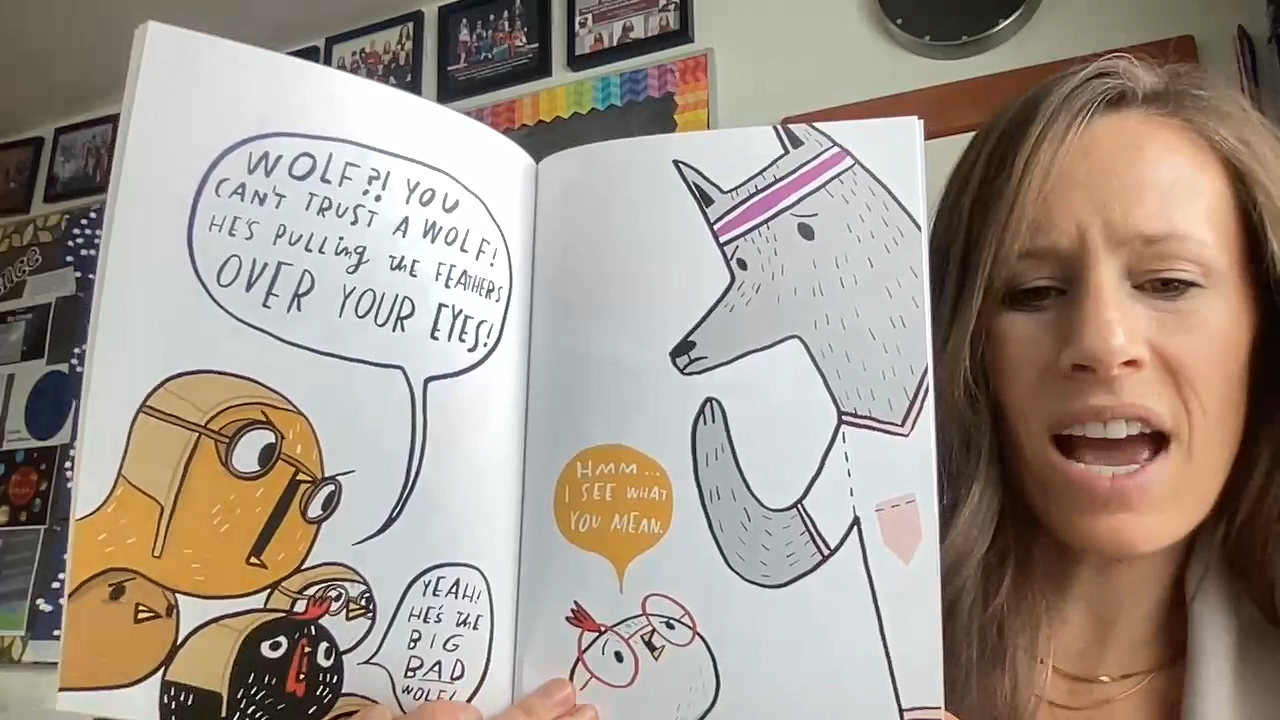 WOLF?! YOU
CAN'T TRUST A WOLF!
HE'S PULLiNg thE FEATHERS
OVER YOUR EYES!
YEAH!
HE'S thE
BIG
BAD
WOLF!
HMM...
I SEE WHAT
YOU MEAN.